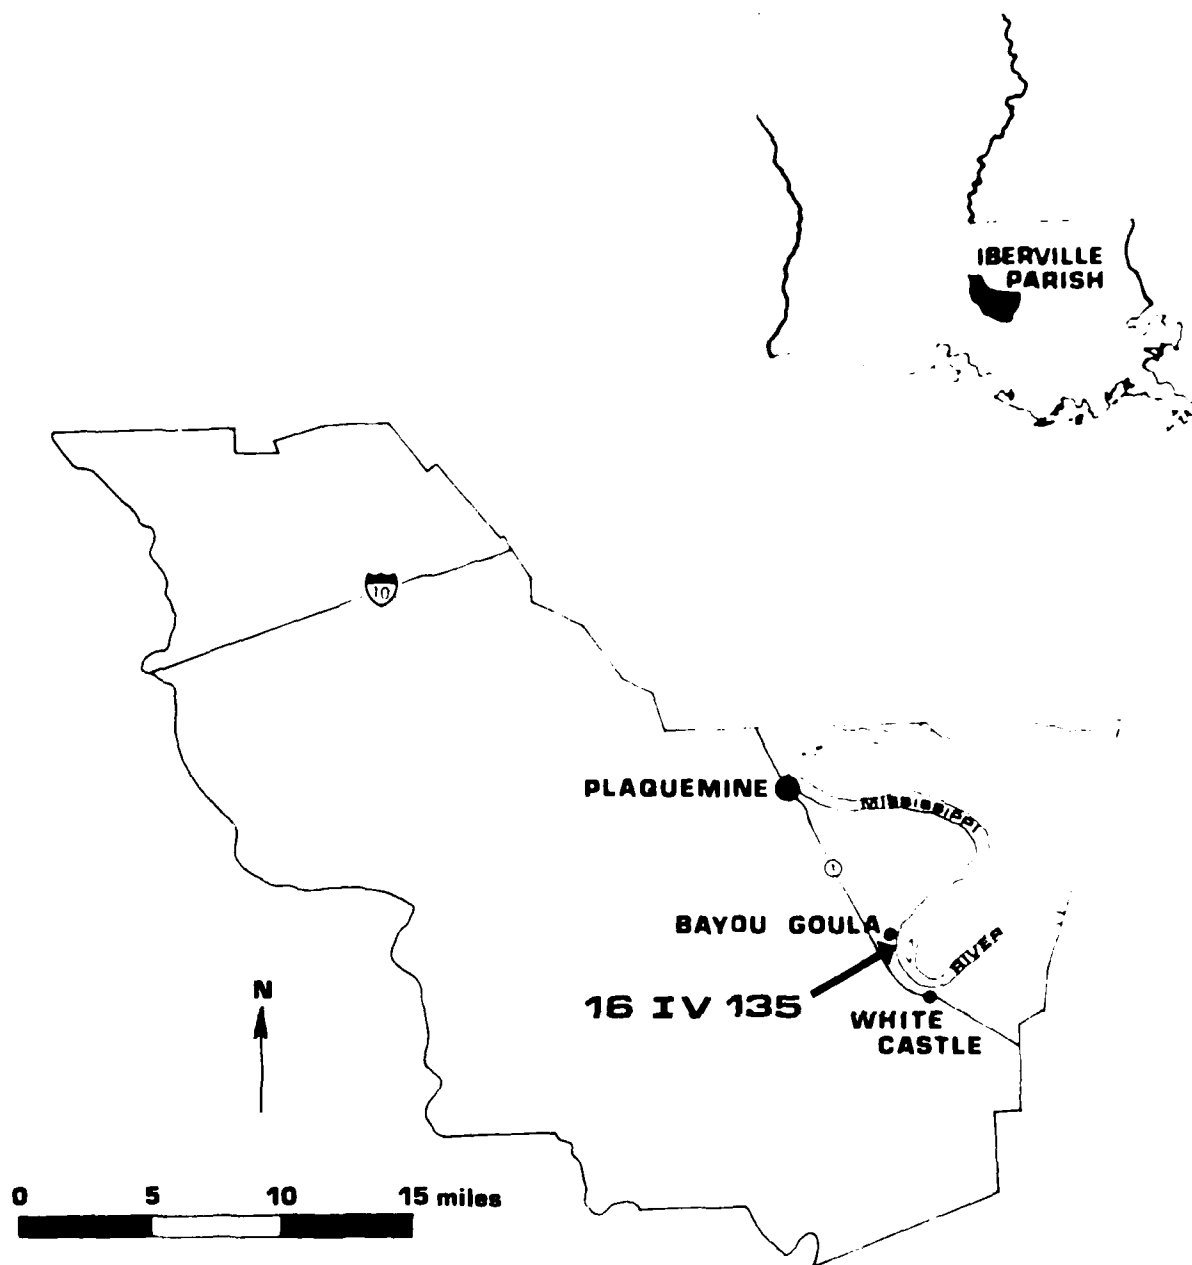 IBERVILLE
PARISH
10
PLAQUEMINE
MISSISSIPPI
1
BAYOU GOULA
RIVER
16 IV 135
WHITE
CASTLE
N
0 5 10 15 miles